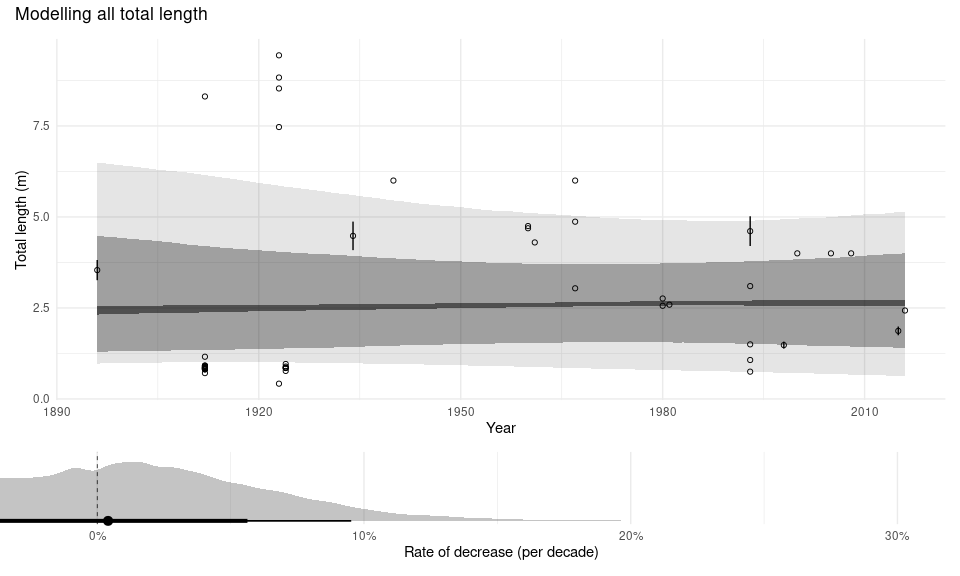 Modelling all total length
Total length (m)
7.5
5.0
2.5
0.0
1890 1920 1950 1980 2010
Year
0% 10% 20% 30%
Rate of decrease (per decade)